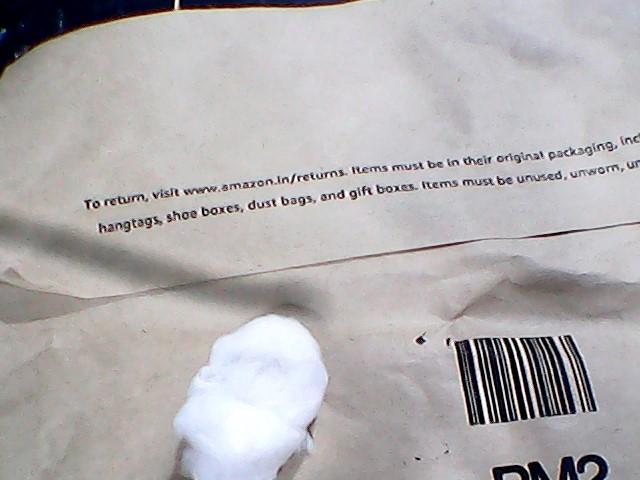 To return, visit www.amazon.in/returns. Items must be in their original packaging,
hangtags, shoe boxes, dust bags, and gift boxes. Items must be unused, unworn,
PM2